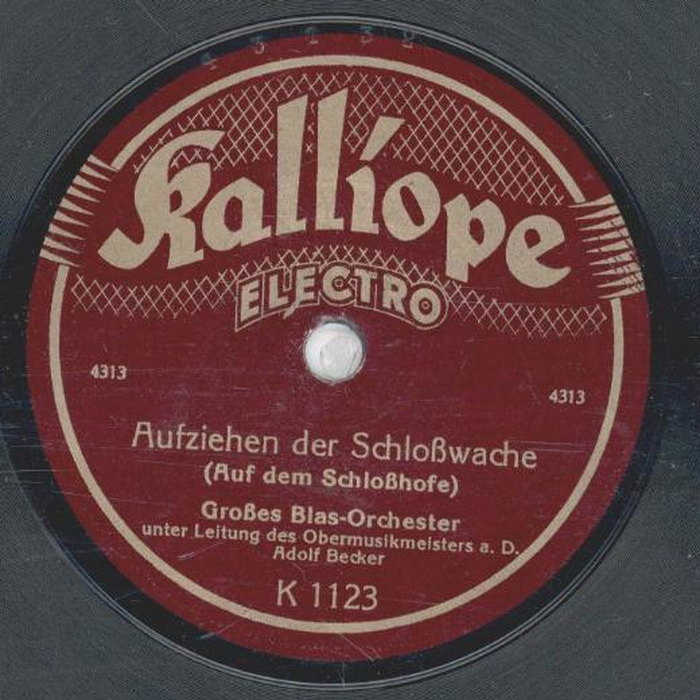 Kalliope
ELECTRO
4313
4313
Aufziehen der Schloßwache
(Auf dem Schloßhofe)
Großes Blas-Orchester
unter Leitung des Obermusikmeisters a. D.
Adolf Becker
K 1123